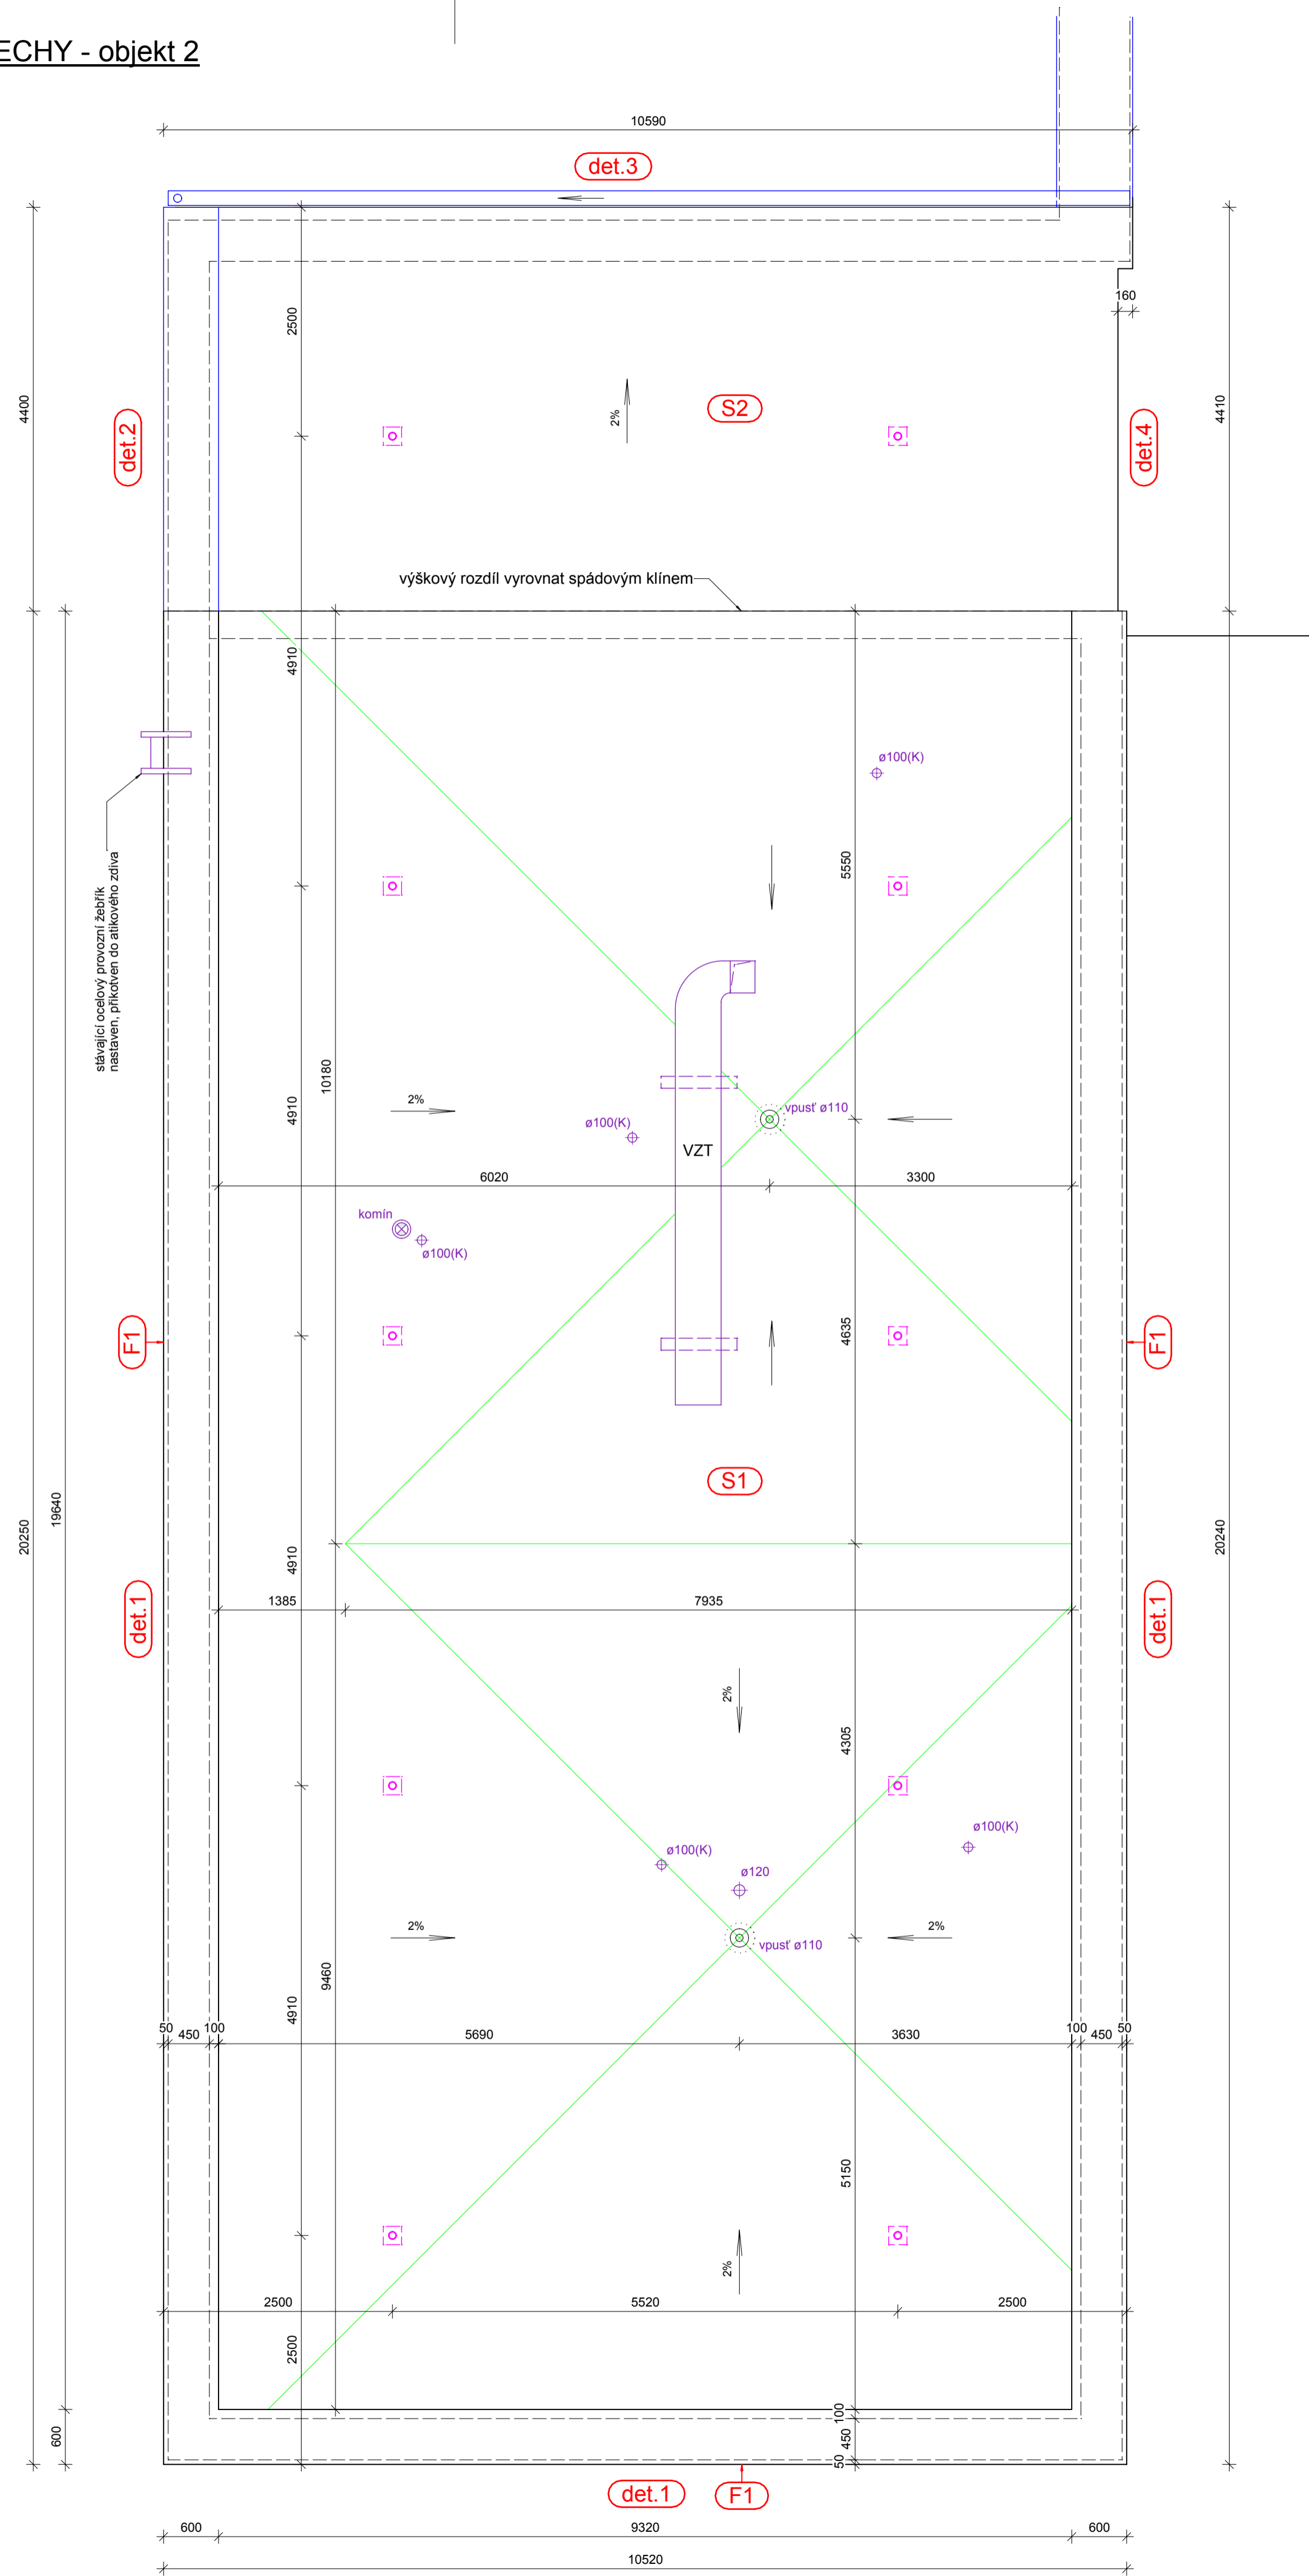 ECHY - objekt 2
10590
det.3
160
2500
4400
4410
2%
S2
det.2
det.4
výškový rozdíl vyrovnat spádovým klínem
4910
ø100(K)
5550
stávající ocelový provozní žebřík
nastaven, přikotven do atikového zdiva
10180
2%
4910
vpusť ø110
ø100(K)
VZT
6020
3300
komín
ø100(K)
F1
F1
4635
S1
20250
19640
4910
20240
1385
7935
det.1
det.1
2%
4305
ø100(K)
ø100(K)
ø120
2%
2%
vpusť ø110
9460
4910
50
450
100
5690
3630
100
450
50
5150
2%
2500
5520
2500
2500
600
100
450
50
det.1
F1
600
9320
600
10520